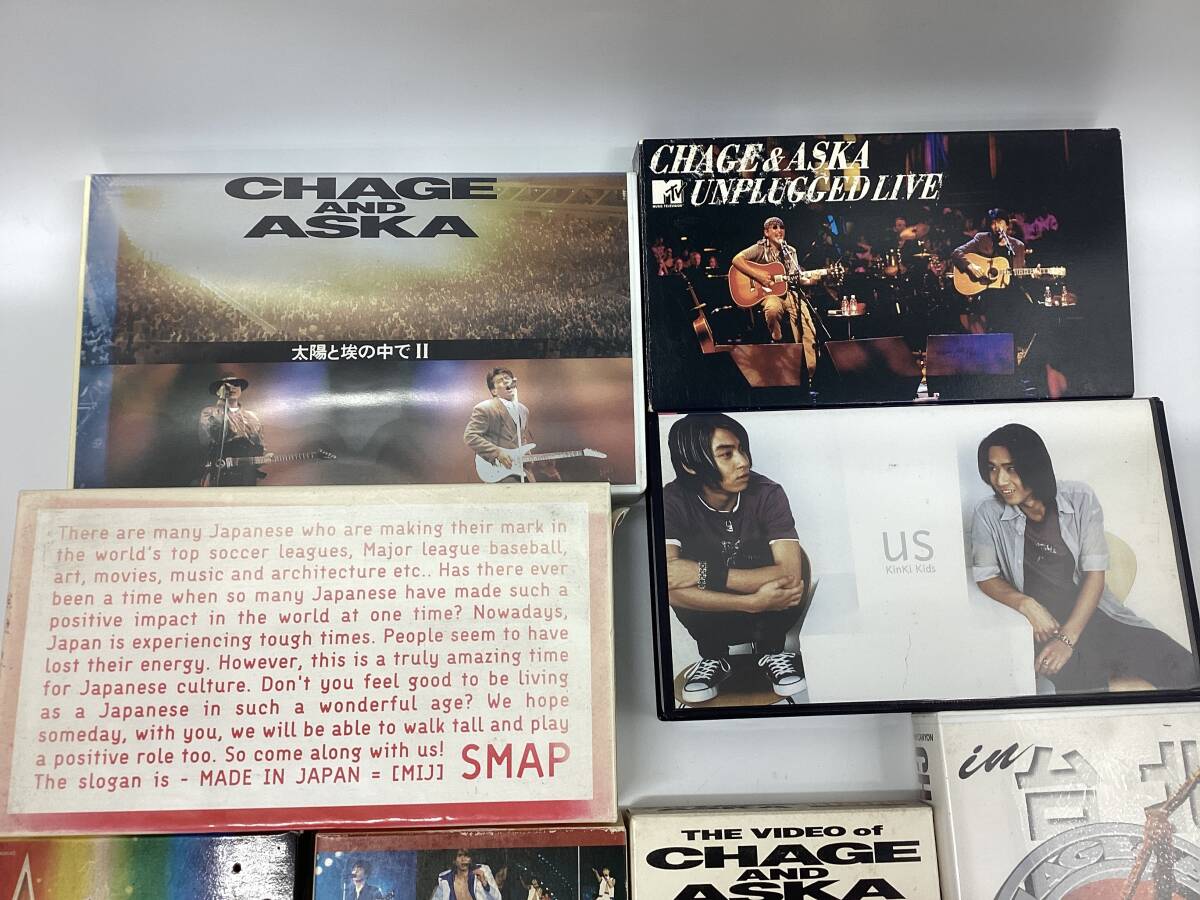 CHAGE
AND
ASKA
太陽と埃の中でⅡ
CHAGE & ASKA
MTV
MUSIC TELEVISION
UNPLUGGED LIVE
There are many Japanese who are making their mark in
the world's top soccer leagues, Major league baseball,
art, movies, music and architecture etc.. Has there ever
been a time when so many Japanese have made such a
positive impact in the world at one time? Nowadays,
Japan is experiencing tough times. People seem to have
lost their energy. However, this is a truly amazing time
for Japanese culture. Don't you feel good to be living
as a Japanese in such a wonderful age? We hope
someday, with you, we will be able to walk tall and play
a positive role too. So come along with us!
The slogan is - MADE IN JAPAN = [MIJ] SMAP
us
KinKi Kids
THE VIDEO of
CHAGE
AND
ASKA
in